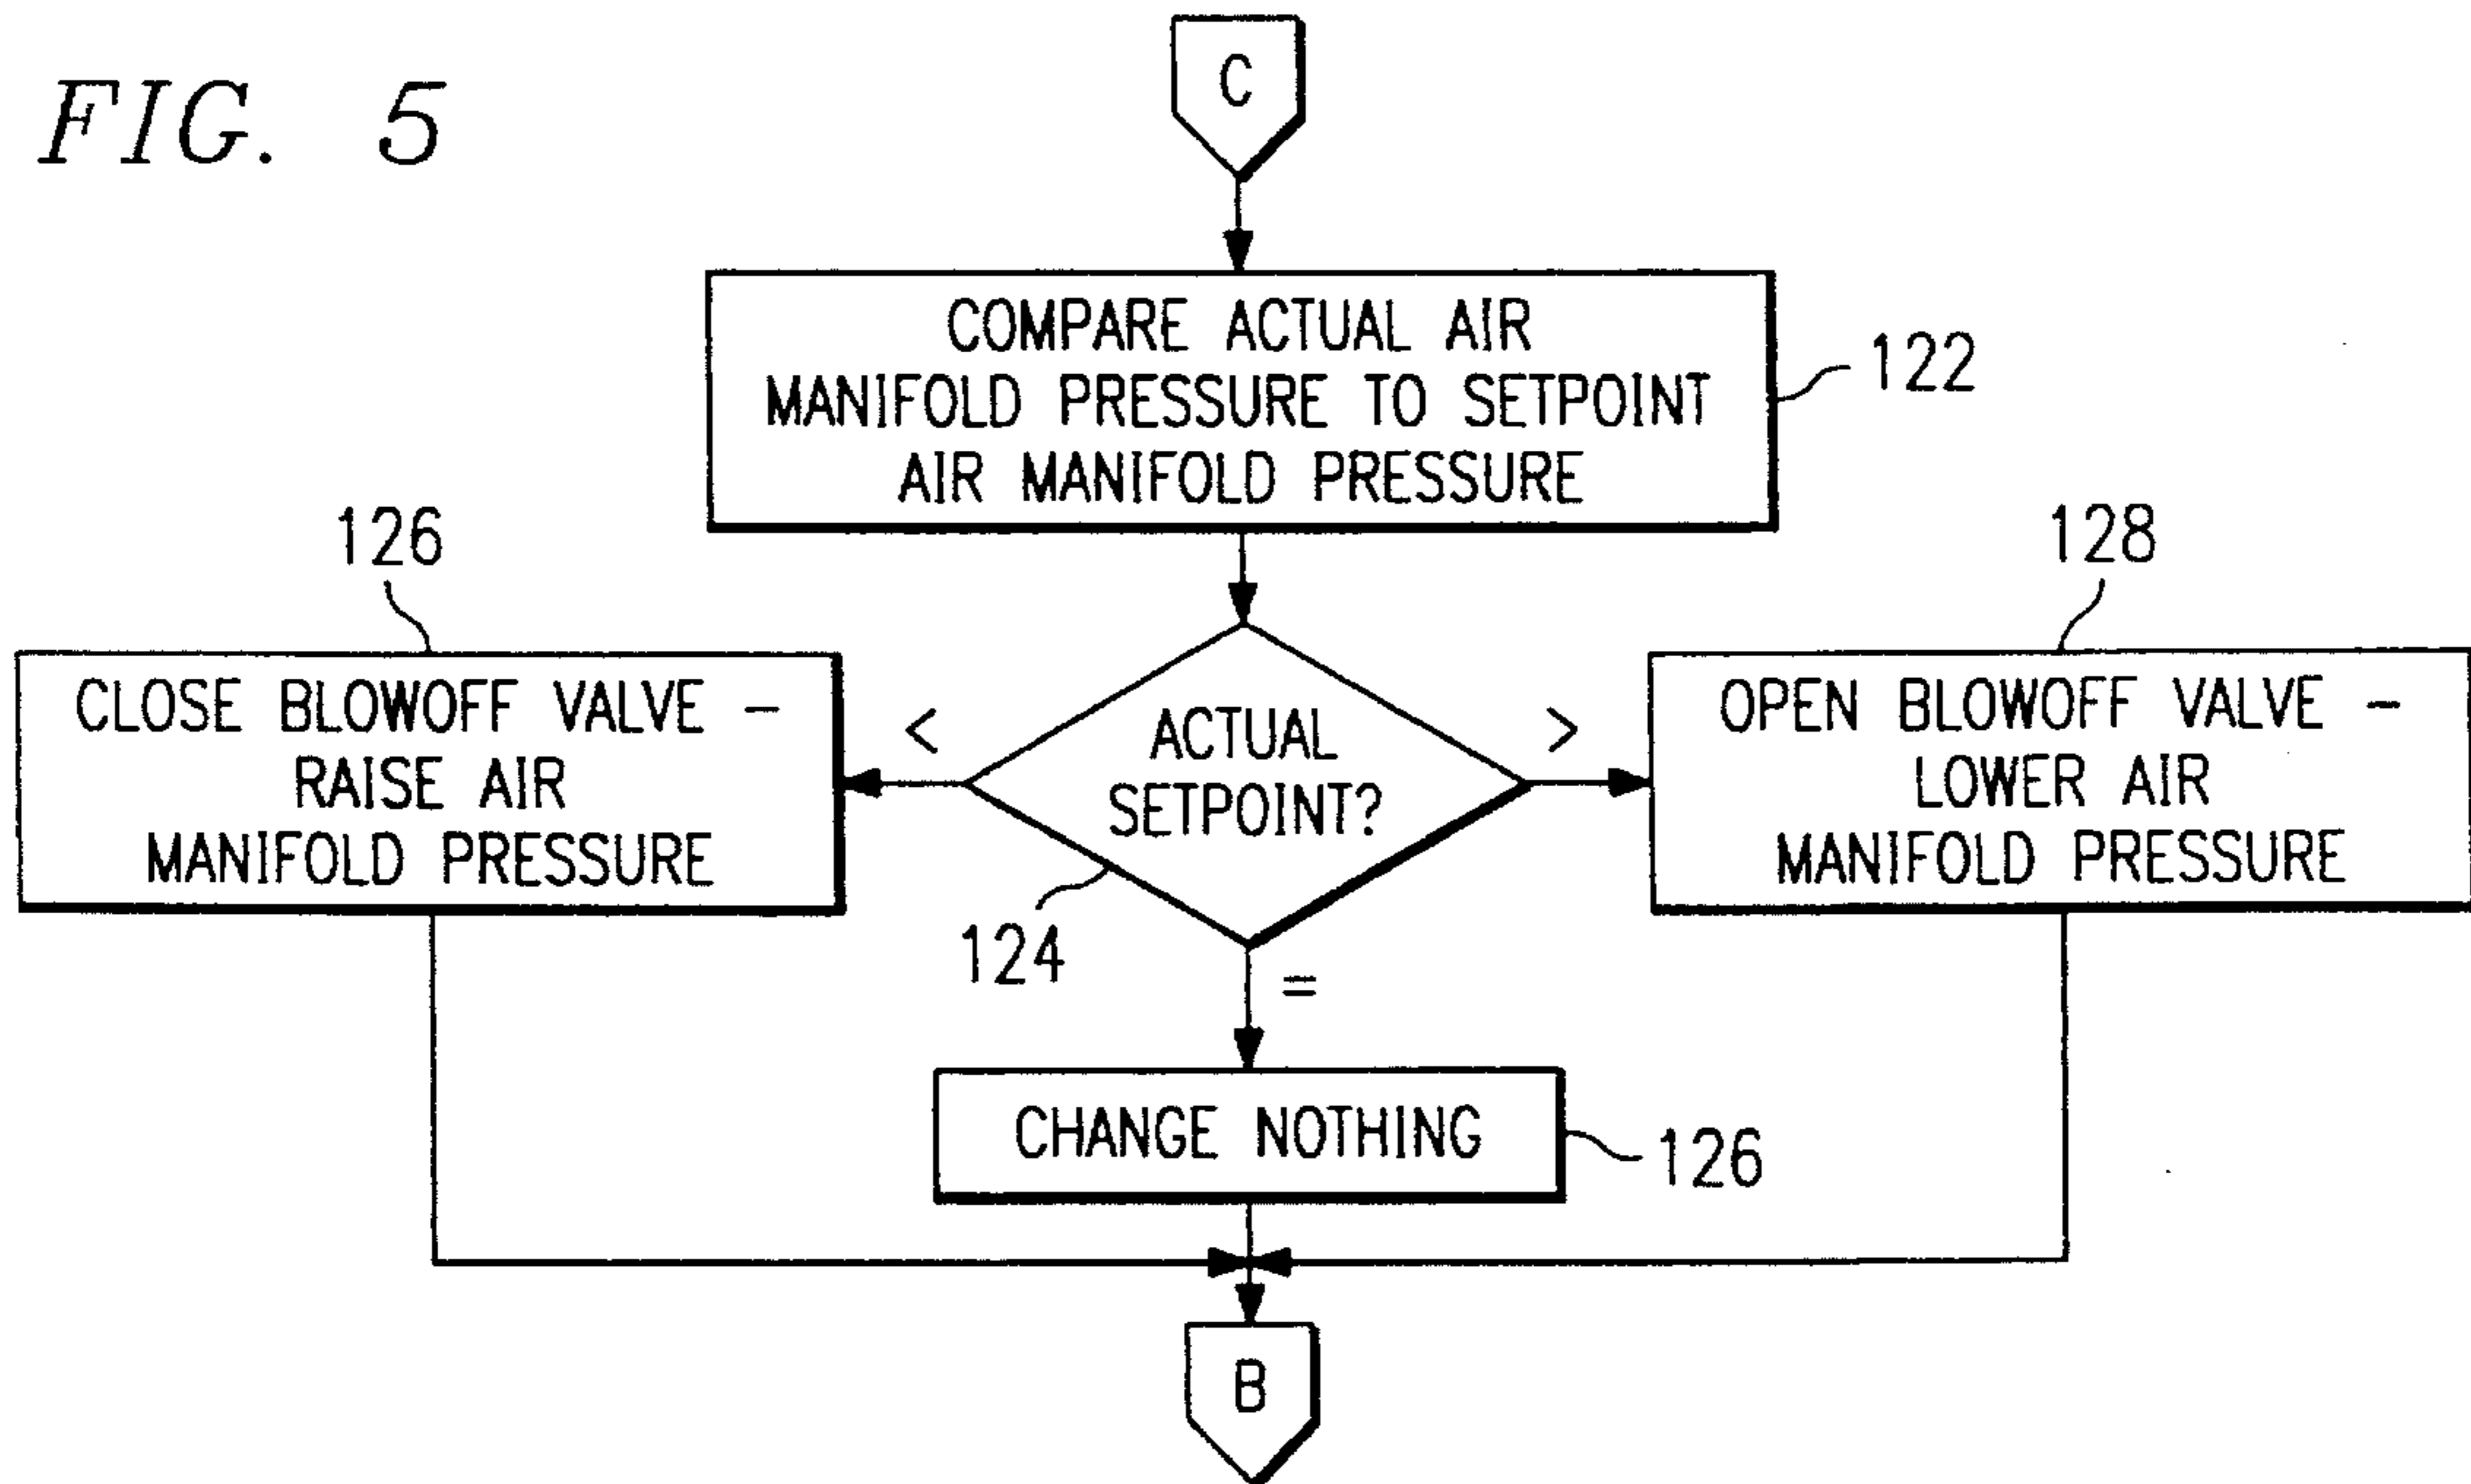 FIG. 5
C
COMPARE ACTUAL AIR
MANIFOLD PRESSURE TO SETPOINT
AIR MANIFOLD PRESSURE
122
126
128
CLOSE BLOWOFF VALVE -
RAISE AIR
MANIFOLD PRESSURE
<
ACTUAL
SETPOINT?
>
OPEN BLOWOFF VALVE -
LOWER AIR
MANIFOLD PRESSURE
124
=
CHANGE NOTHING
126
B